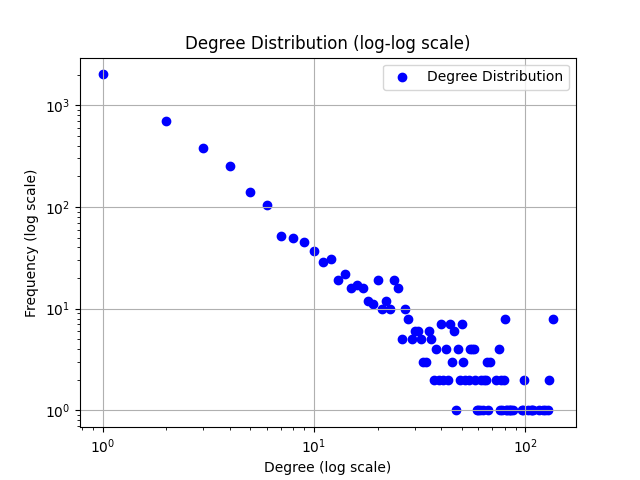 Degree Distribution (log-log scale)
Degree Distribution
Frequency (log scale)
10³
10²
10¹
10⁰
10⁰ 10¹ 10²
Degree (log scale)